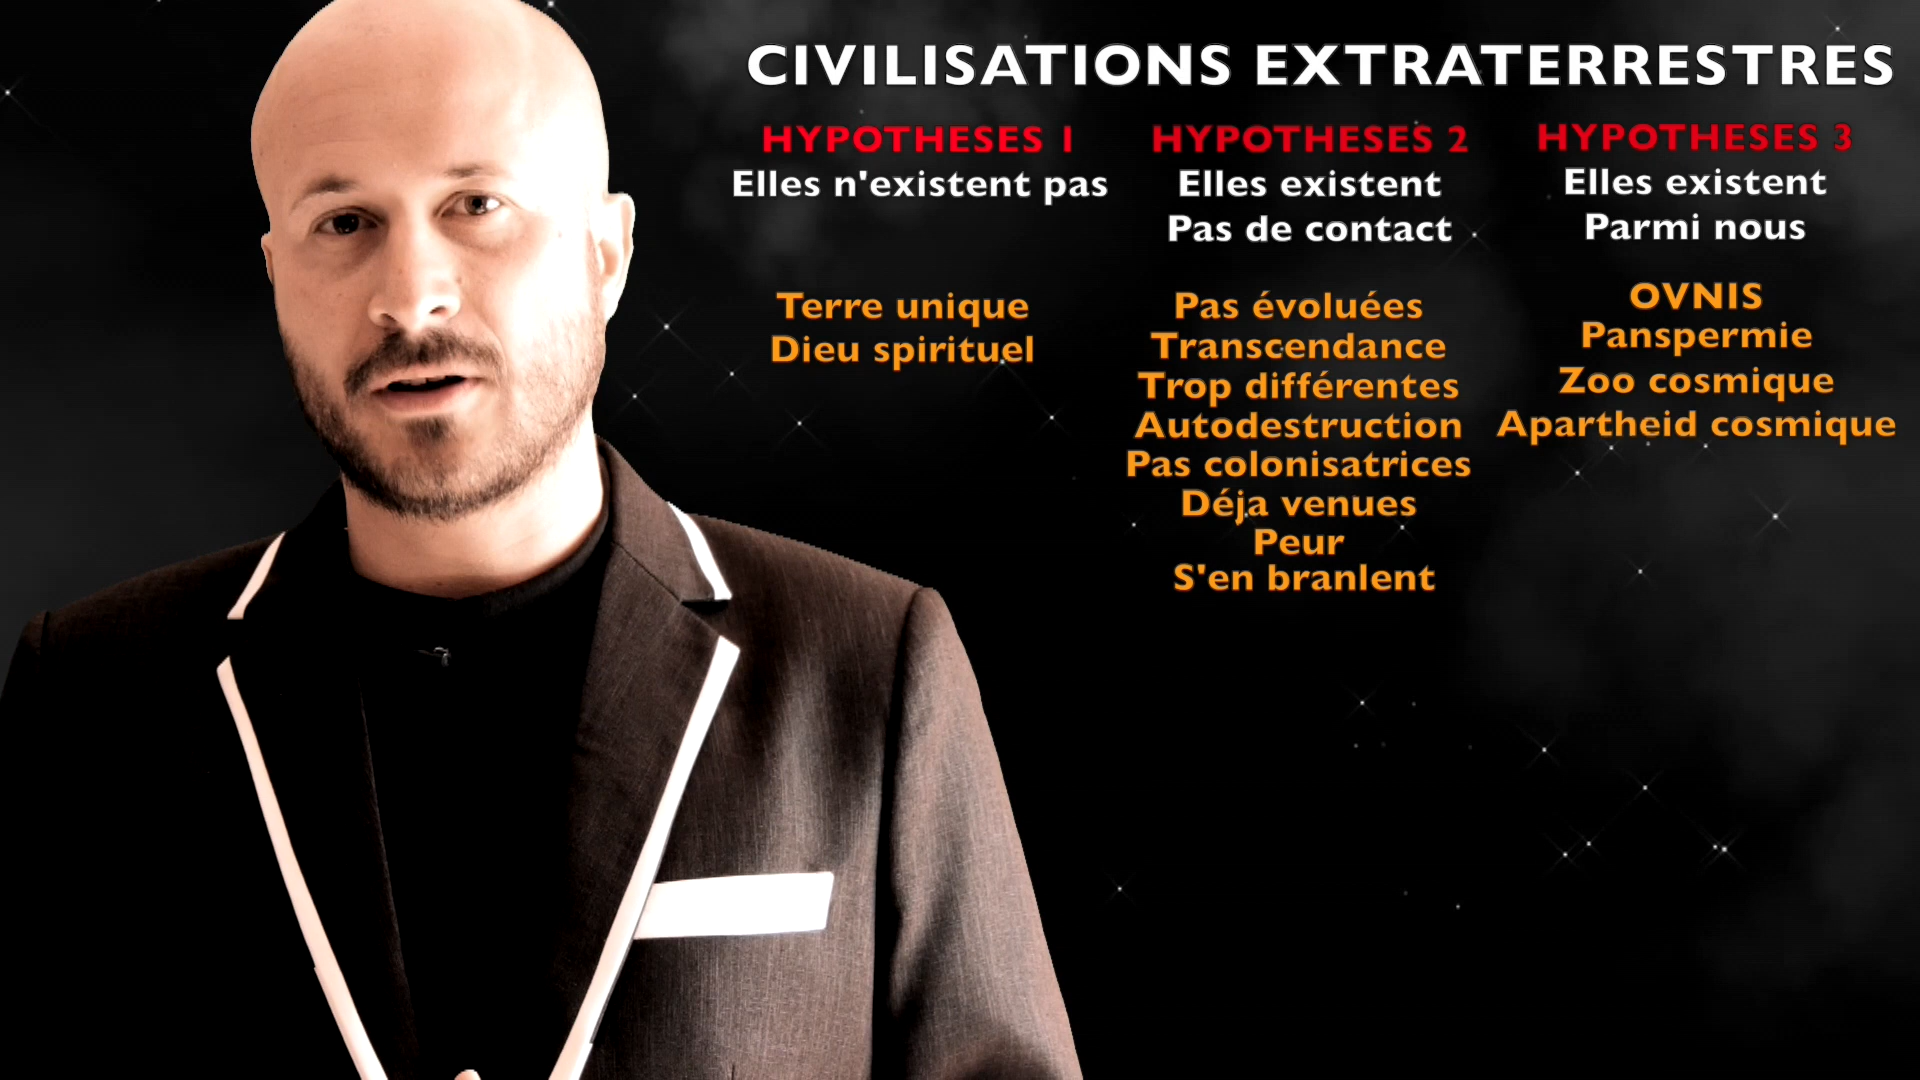 CIVILISATIONS EXTRATERRESTRES
HYPOTHESES 1
Elles n'existent pas
Terre unique
Dieu spirituel
HYPOTHESES 2
Elles existent
Pas de contact
Pas évoluées
Transcendance
Trop différentes
Autodestruction
Pas colonisatrices
Déja venues
Peur
S'en branlent
HYPOTHESES 3
Elles existent
Parmi nous
OVNIS
Panspermie
Zoo cosmique
Apartheid cosmique